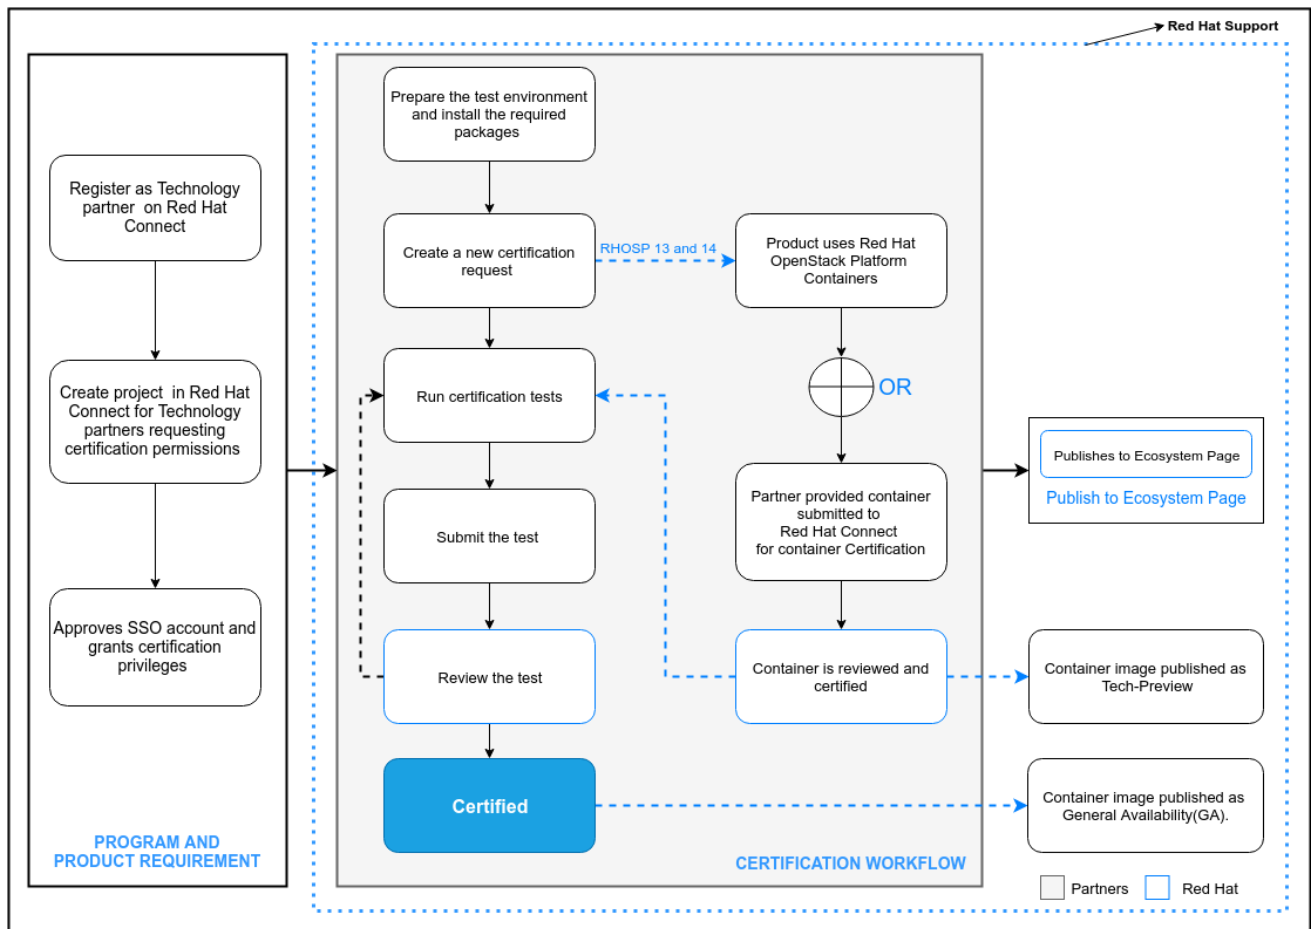 Red Hat Support
Register as Technology
partner on Red Hat
Connect
Create project in Red Hat
Connect for Technology
partners requesting
certification permissions
Approves SSO account and
grants certification
privileges
PROGRAM AND
PRODUCT REQUIREMENT
Prepare the test environment
and install the required
packages
Create a new certification
request
RHOSP 13 and 14
Product uses Red Hat
OpenStack Platform
Containers
OR
Run certification tests
Submit the test
Partner provided container
submitted to
Red Hat Connect
for container Certification
Review the test
Container is reviewed and
certified
Certified
CERTIFICATION WORKFLOW
Publishes to Ecosystem Page
Publish to Ecosystem Page
Container image published as
Tech-Preview
Container image published as
General Availability(GA).
Partners
Red Hat